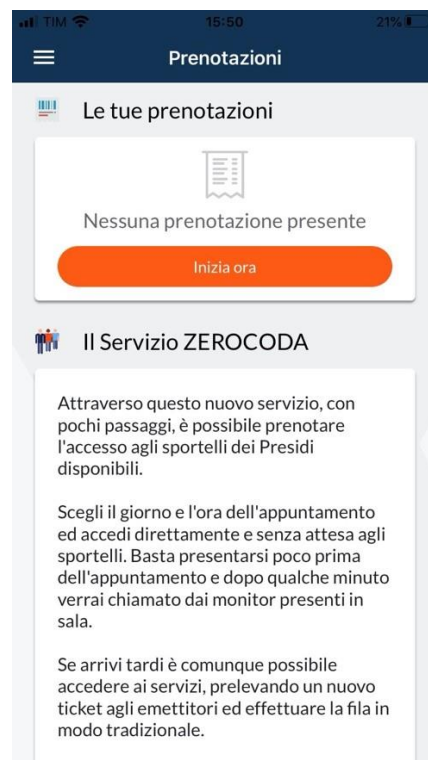 TIM 15:50 21%
Prenotazioni
Le tue prenotazioni
Nessuna prenotazione presente
Inizia ora
Il Servizio ZEROCODA
Attraverso questo nuovo servizio, con
pochi passaggi, è possibile prenotare
l'accesso agli sportelli dei Presidi
disponibili.
Scegli il giorno e l'ora dell'appuntamento
ed accedi direttamente e senza attesa agli
sportelli. Basta presentarsi poco prima
dell'appuntamento e dopo qualche minuto
verrai chiamato dai monitor presenti in
sala.
Se arrivi tardi è comunque possibile
accedere ai servizi, prelevando un nuovo
ticket agli emettitori ed effettuare la fila in
modo tradizionale.